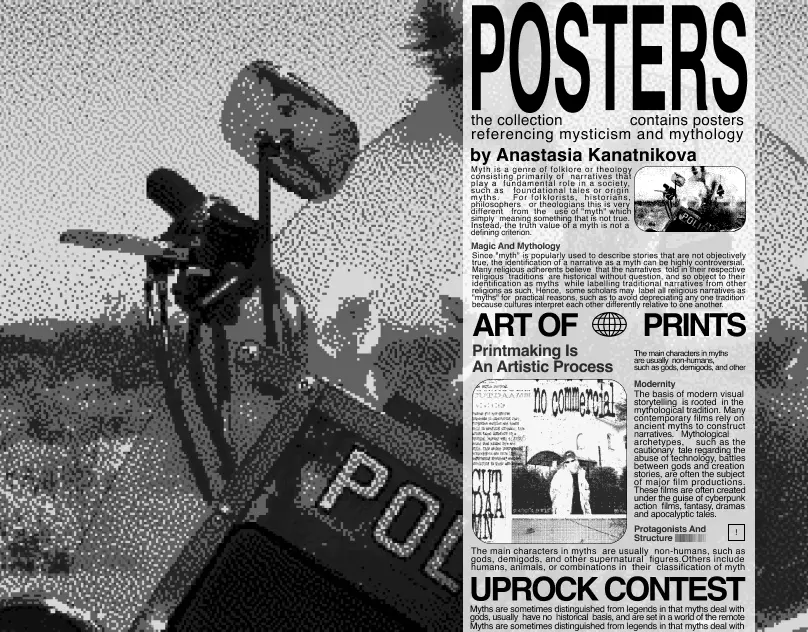 POSTERS
the collection contains posters
referencing mysticism and mythology
by Anastasia Kanatnikova
Myth is a genre of folklore or theology
consisting primarily of narratives that
play a fundamental role in a society,
such as foundational tales or origin
myths. For folklorists, historians,
philosophers or theologians this is very
different from the use of "myth" which
simply meaning something that is not true.
Instead, the truth value of a myth is not a
defining criterion.
POLI
Magic And Mythology
Since "myth" is popularly used to describe stories that are not objectively
true, the identification of a narrative as a myth can be highly controversial.
Many religious adherents believe that the narratives told in their respective
religious traditions are historical without question, and so object to their
identification as myths while labelling traditional narratives from other
religions as such. Hence, some scholars may label all religious narratives as
"myths" for practical reasons, such as to avoid depreciating any one tradition
because cultures interpret each other differently relative to one another.
ART OF PRINTS
Printmaking Is
An Artistic Process
The main characters in myths
are usually non-humans,
such as gods, demigods, and other
no commercial
Modernity
The basis of modern visual
storytelling is rooted in the
mythological tradition. Many
contemporary films rely on
ancient myths to construct
narratives. Mythological
archetypes, such as the
cautionary tale regarding the
abuse of technology, battles
between gods and creation
stories, are often the subject
of major film productions.
These films are often created
under the guise of cyberpunk
action films, fantasy, dramas
and apocalyptic tales.
Protagonists And
Structure
!
The main characters in myths are usually non-humans, such as
gods, demigods, and other supernatural figures.Others include
humans, animals, or combinations in their classification of myth
UPROCK CONTEST
Myths are sometimes distinguished from legends in that myths deal with
gods, usually have no historical basis, and are set in a world of the remote
Myths are sometimes distinguished from legends in that myths deal with
POL